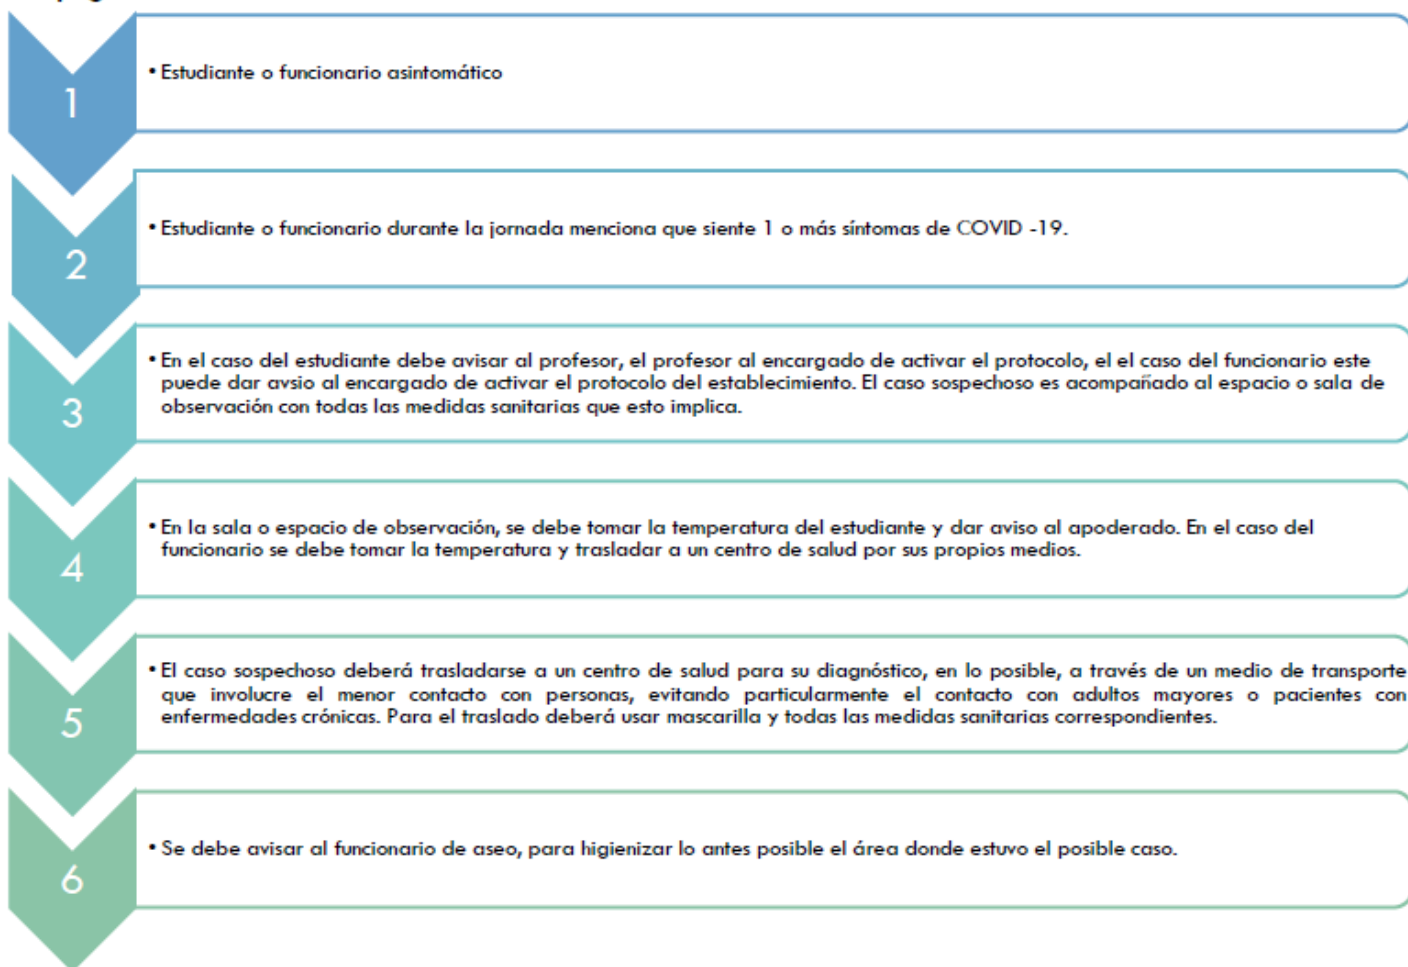 1
• Estudiante o funcionario asintomático
2
• Estudiante o funcionario durante la jornada menciona que siente 1 o más síntomas de COVID -19.
3
• En el caso del estudiante debe avisar al profesor, el profesor al encargado de activar el protocolo, el el caso del funcionario este
puede dar avsio al encargado de activar el protocolo del establecimiento. El caso sospechoso es acompañado al espacio o sala de
observación con todas las medidas sanitarias que esto implica.
4
• En la sala o espacio de observación, se debe tomar la temperatura del estudiante y dar aviso al apoderado. En el caso del
funcionario se debe tomar la temperatura y trasladar a un centro de salud por sus propios medios.
5
• El caso sospechoso deberá trasladarse a un centro de salud para su diagnóstico, en lo posible, a través de un medio de transporte
que involucre el menor contacto con personas, evitando particularmente el contacto con adultos mayores o pacientes con
enfermedades crónicas. Para el traslado deberá usar mascarilla y todas las medidas sanitarias correspondientes.
6
• Se debe avisar al funcionario de aseo, para higienizar lo antes posible el área donde estuvo el posible caso.